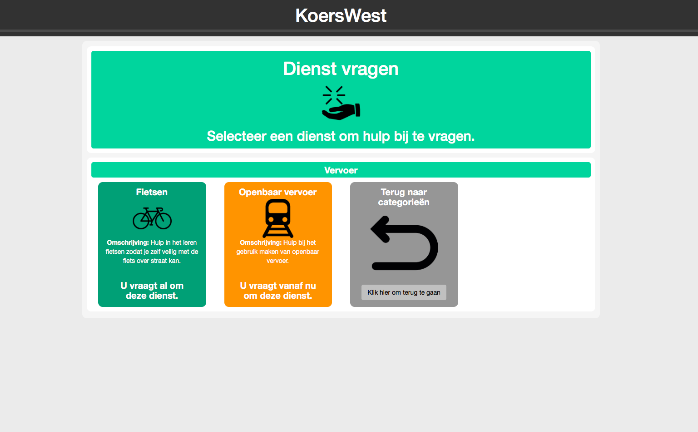 KoersWest
Dienst vragen
Selecteer een dienst om hulp bij te vragen.
Vervoer
Fietsen
Omschrijving: Hulp in het leren
fietsen zodat je zelf veilig met de
fiets over straat kan.
U vraagt al om
deze dienst.
Openbaar vervoer
Omschrijving: Hulp bij het
gebruik maken van openbaar
vervoer.
U vraagt vanaf nu
om deze dienst.
Terug naar
categorieën
Klik hier om terug te gaan